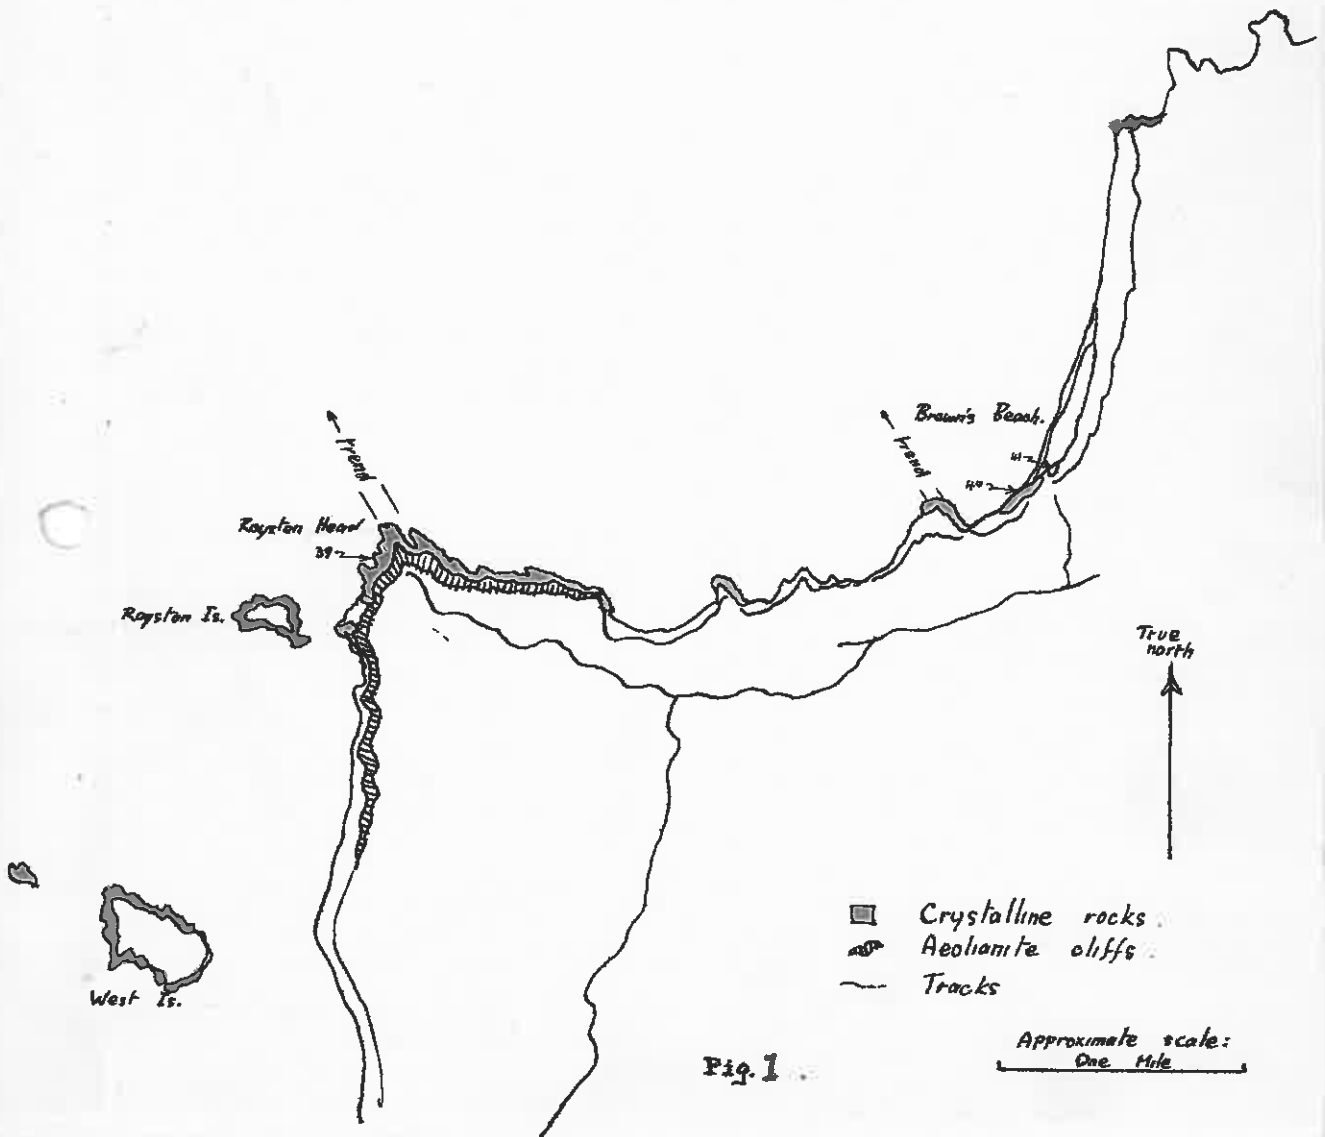 Brown's Beach.
trend
trend
41
40
Royston Head
39
Royston Is.
True
north
Crystalline rocks
Aeolianite cliffs
Tracks
West Is.
Approximate scale:
One Mile
Fig. 1